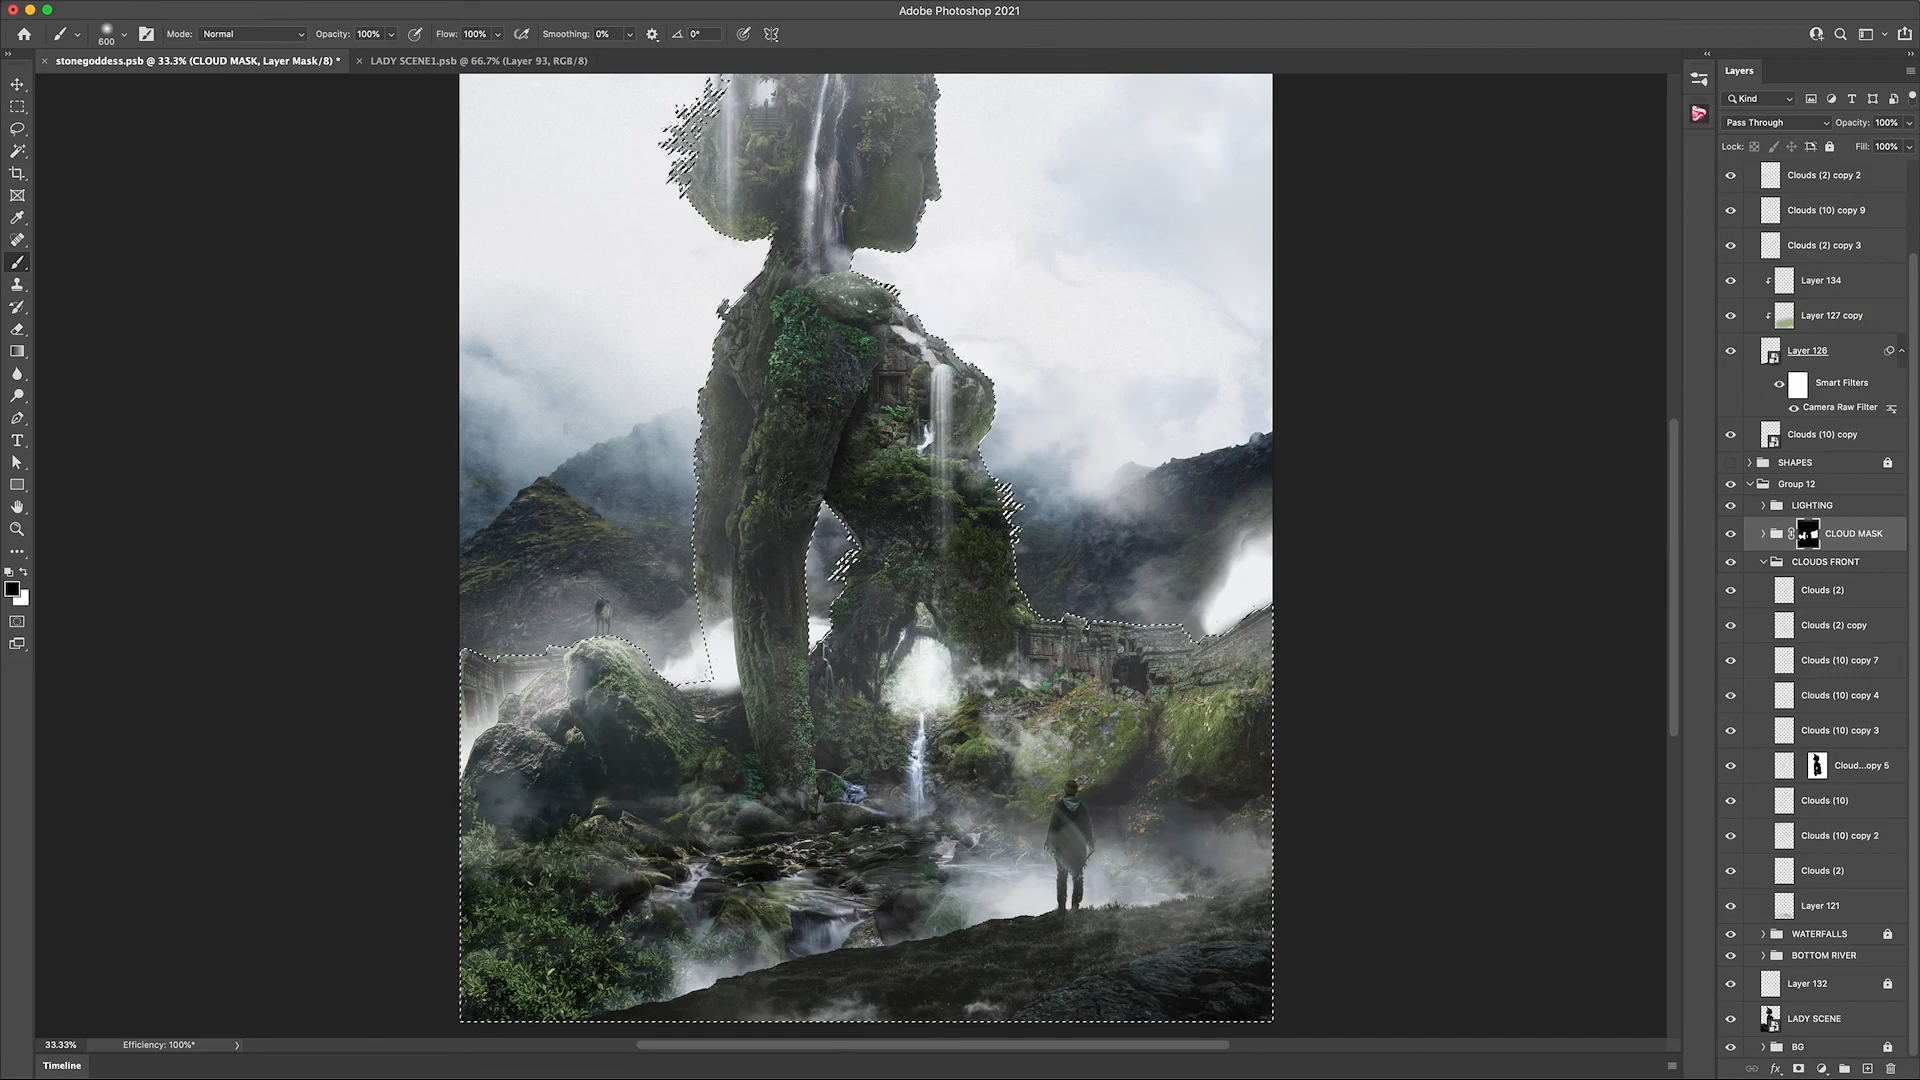 Adobe Photoshop 2021
600
Mode: Normal
Opacity: 100%
Flow: 100%
Smoothing: 0%
0°
stonegoddess.psb @ 33.3% (CLOUD MASK, Layer Mask/8) *
LADY SCENE1.psb @ 66.7% (Layer 93, RGB/8)
Layers
Kind
Pass Through
Opacity: 100%
Lock:
Fill: 100%
Clouds (2) copy 2
Clouds (10) copy 9
Clouds (2) copy 3
Layer 134
Layer 127 copy
Layer 126
Smart Filters
Camera Raw Filter
Clouds (10) copy
SHAPES
Group 12
LIGHTING
CLOUD MASK
CLOUDS FRONT
Clouds (2)
Clouds (2) copy
Clouds (10) copy 7
Clouds (10) copy 4
Clouds (10) copy 3
Cloud...opy 5
Clouds (10)
Clouds (10) copy 2
Clouds (2)
Layer 121
WATERFALLS
BOTTOM RIVER
Layer 132
LADY SCENE
BG
33.33%
Efficiency: 100%*
Timeline